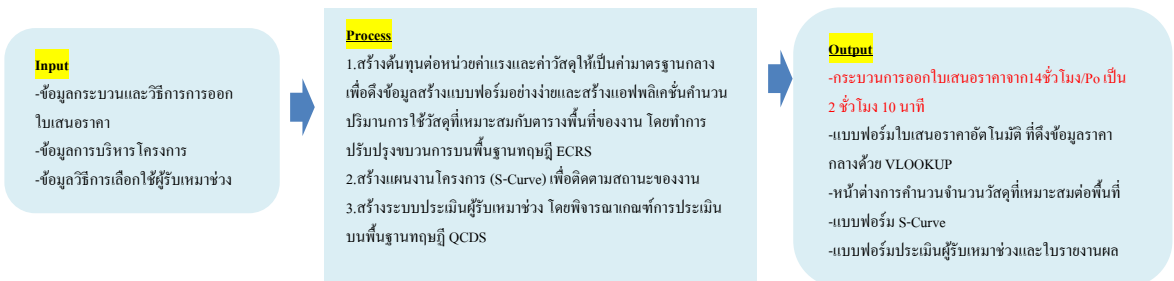 Input
-ข้อมูลกระบวนและวิธีการการออก
ใบเสนอราคา
-ข้อมูลการบริหารโครงการ
-ข้อมูลวิธีการเลือกใช้ผู้รับเหมาช่วง
Process
1.สร้างต้นทุนต่อหน่วยค่าแรงและค่าวัสดุให้เป็นค่ามาตรฐานกลาง
เพื่อดึงข้อมูลสร้างแบบฟอร์มอย่างง่ายและสร้างแอฟพลิเคชั่นคำนวน
ปริมานการใช้วัสดุที่เหมาะสมกับตารางพื้นที่ของงาน โดยทำการ
ปรับปรุงขบวนการบนพื้นฐานทฤษฎี ECRS
2.สร้างแผนงานโครงการ (S-Curve) เพื่อติดตามสถานะของงาน
3.สร้างระบบประเมินผู้รับเหมาช่วง โดยพิจารณาเกณฑ์การประเมิน
บนพื้นฐานทฤษฎี QCDS
Output
-กระบวนการออกใบเสนอราคาจาก14ชั่วโมง/Po เป็น
2 ชั่วโมง 10 นาที
-แบบฟอร์มใบเสนอราคาอัตโนมัติ ที่ดึงข้อมูลราคา
กลางด้วย VLOOKUP
-หน้าต่างการคำนวนจำนวนวัสดุที่เหมาะสมต่อพื้นที่
-แบบฟอร์ม S-Curve
-แบบฟอร์มประเมินผู้รับเหมาช่วงและใบรายงานผล